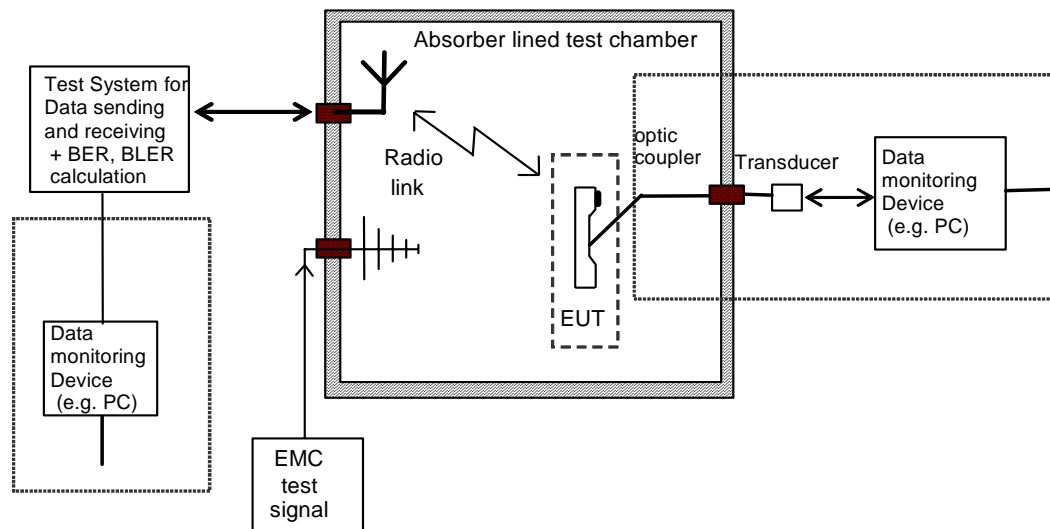 Absorber lined test chamber
Test System for
Data sending
and receiving
+ BER, BLER
calculation
Radio
link
optic
coupler
Transducer
Data
monitoring
Device
(e.g. PC)
EUT
Data
monitoring
Device
(e.g. PC)
EMC
test
signal